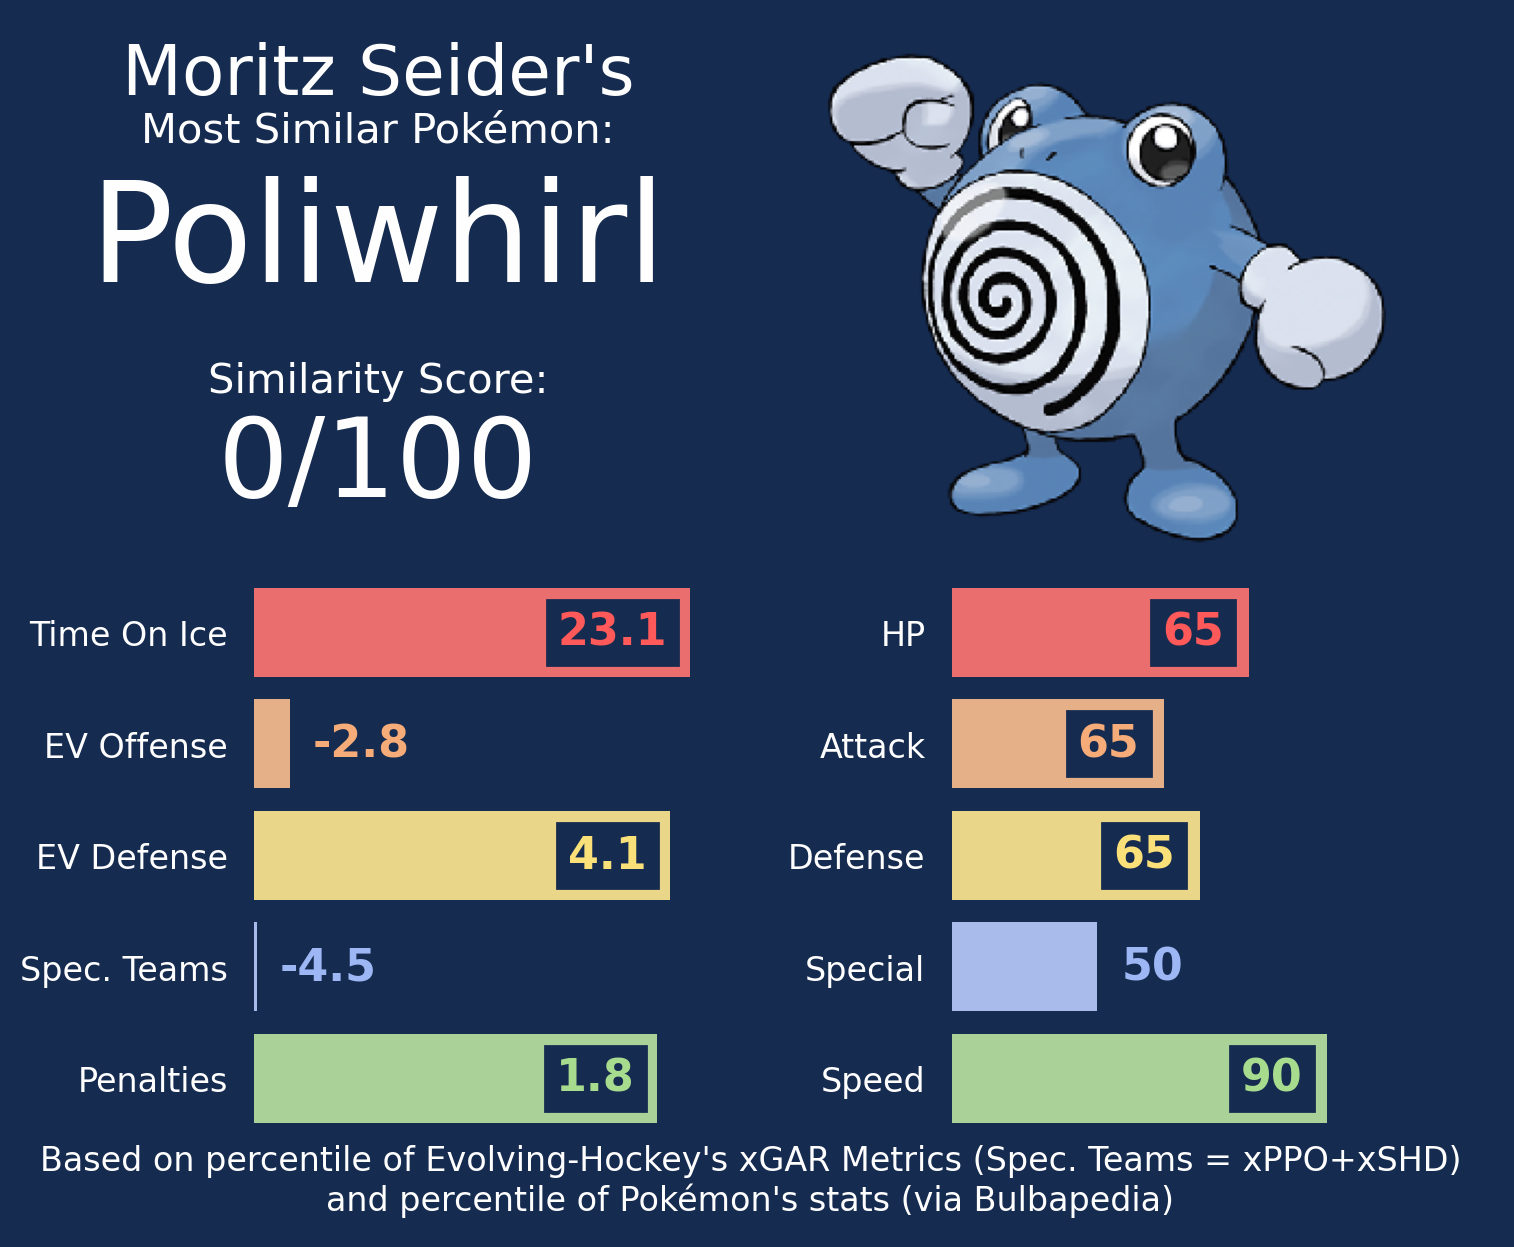 Moritz Seider's
Most Similar Pokémon:
Poliwhirl
Similarity Score:
0/100
Time On Ice 23.1
EV Offense -2.8
EV Defense 4.1
Spec. Teams -4.5
Penalties 1.8
HP 65
Attack 65
Defense 65
Special 50
Speed 90
Based on percentile of Evolving-Hockey's xGAR Metrics (Spec. Teams = xPPO+xSHD)
and percentile of Pokémon's stats (via Bulbapedia)